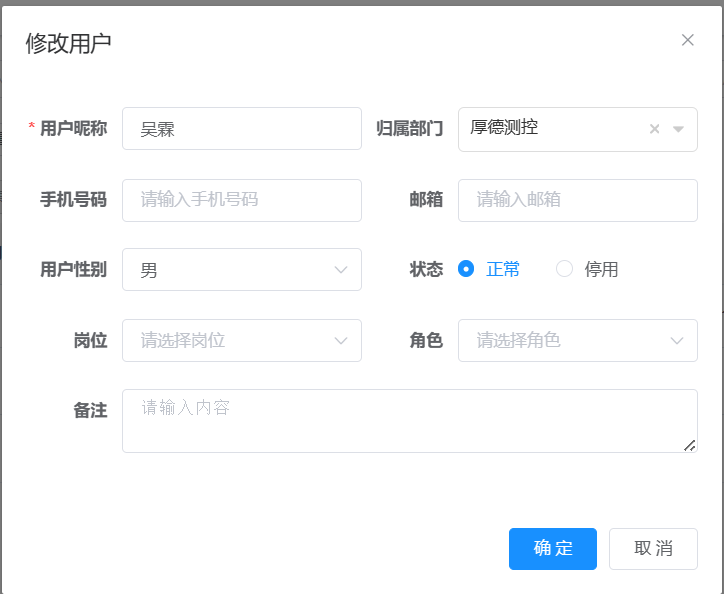 修改用户
* 用户昵称 吴霖 归属部门 厚德测控
手机号码 请输入手机号码 邮箱 请输入邮箱
用户性别 男 状态 正常 停用
岗位 请选择岗位 角色 请选择角色
备注 请输入内容
确 定 取 消